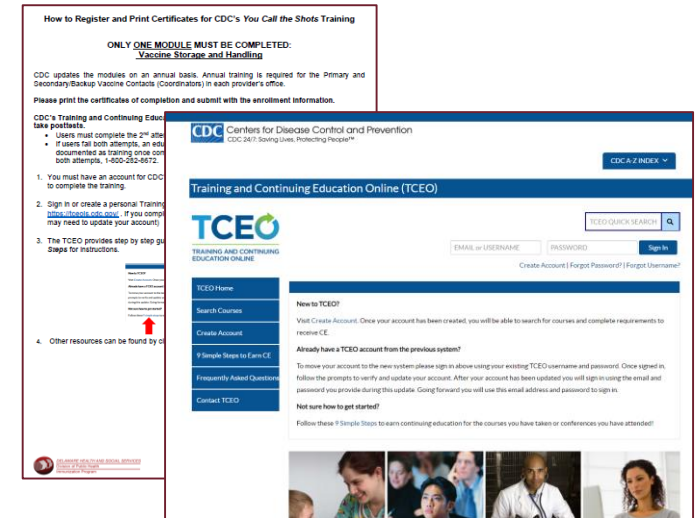 How to Register and Print Certificates for CDC's You Call the Shots Training
ONLY ONE MODULE MUST BE COMPLETED:
Vaccine Storage and Handling
CDC updates the modules on an annual basis. Annual training is required for the Primary and
Secondary/Backup Vaccine Contacts (Coordinators) in each provider's office.
Please print the certificates of completion and submit with the enrollment information.
CDC's Training and Continuing Educ
take posttests.
• Users must complete the 2nd atte
• If users fail both attempts, an edu
documented as training once con
both attempts, 1-800-282-8672.
1. You must have an account for CDC
to complete the training.
2. Sign in or create a personal Training
https://tceols.cdc.gov/ . If you compl
may need to update your account)
3. The TCEO provides step by step gu
Steps for instructions.
4. Other resources can be found by cl
DELAWARE HEALTH AND SOCIAL SERVICES
Division of Public Health
Immunization Program
CDC Centers for Disease Control and Prevention
CDC 24/7: Saving Lives, Protecting People™
CDC A-Z INDEX
Training and Continuing Education Online (TCEO)
TCEO
TRAINING AND CONTINUING
EDUCATION ONLINE
TCEO QUICK SEARCH
EMAIL or USERNAME PASSWORD Sign In
Create Account | Forgot Password? | Forgot Username?
TCEO Home
Search Courses
Create Account
9 Simple Steps to Earn CE
Frequently Asked Questions
Contact TCEO
New to TCEO?
Visit Create Account. Once your account has been created, you will be able to search for courses and complete requirements to
receive CE.
Already have a TCEO account from the previous system?
To move your account to the new system please sign in above using your existing TCEO username and password. Once signed in,
follow the prompts to verify and update your account. After your account has been updated you will sign in using the email and
password you provide during this update. Going forward you will use this email address and password to sign in.
Not sure how to get started?
Follow these 9 Simple Steps to earn continuing education for the courses you have taken or conferences you have attended!